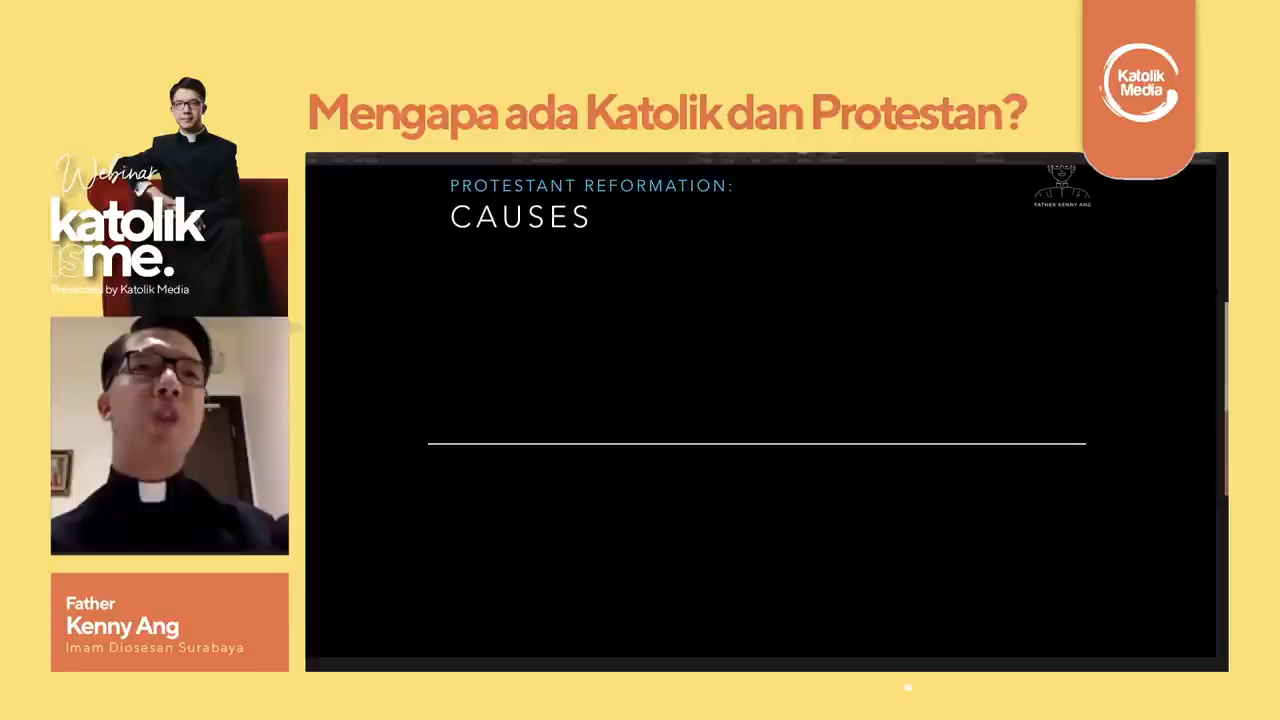 Mengapa ada Katolik dan Protestan?
Katolik
Media
Webinar
katolik
is me.
Presented by Katolik Media
PROTESTANT REFORMATION:
CAUSES
FATHER KENNY ANG
Father
Kenny Ang
Imam Diosesan Surabaya